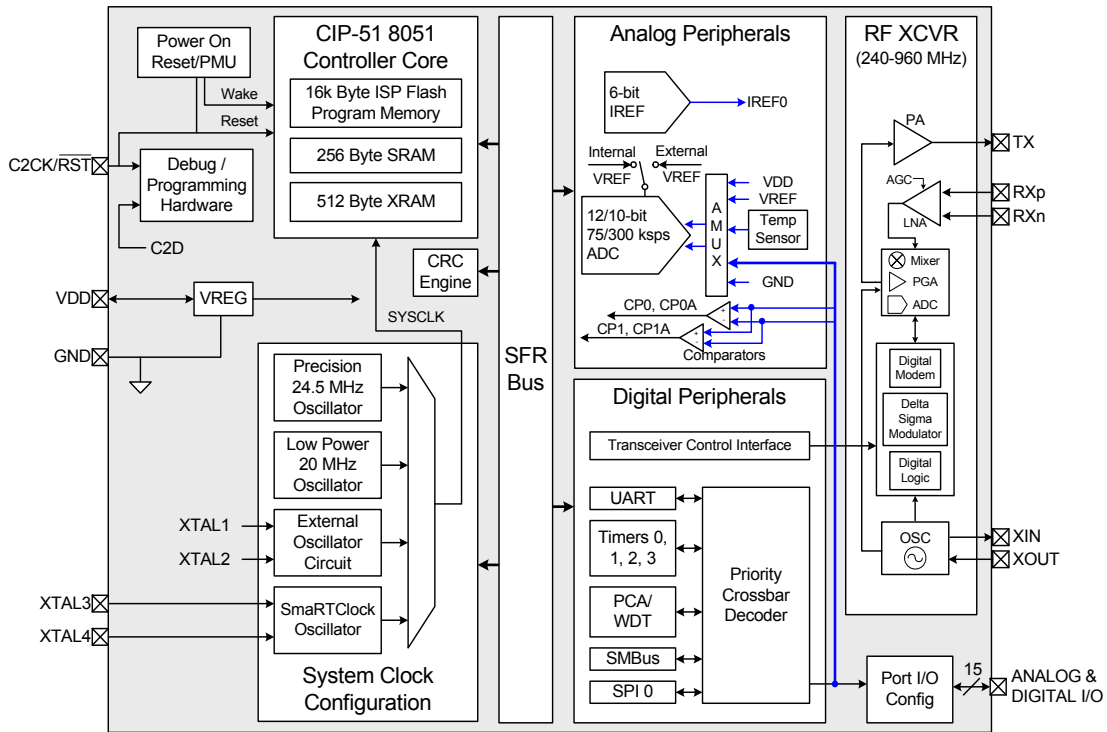 Power On
Reset/PMU
Wake
Reset
C2CK/RST
Debug /
Programming
Hardware
C2D
VDD
VREG
GND
CIP-51 8051
Controller Core
16k Byte ISP Flash
Program Memory
256 Byte SRAM
512 Byte XRAM
CRC
Engine
SYSCLK
Precision
24.5 MHz
Oscillator
Low Power
20 MHz
Oscillator
XTAL1
XTAL2
External
Oscillator
Circuit
XTAL3
XTAL4
SmaRTClock
Oscillator
System Clock
Configuration
SFR
Bus
Analog Peripherals
6-bit
IREF
IREF0
Internal
VREF
External
VREF
12/10-bit
75/300 ksps
ADC
A
M
U
X
VDD
VREF
Temp
Sensor
GND
CP0, CP0A
+
-
CP1, CP1A
+
-
Comparators
Digital Peripherals
Transceiver Control Interface
UART
Timers 0,
1, 2, 3
PCA/
WDT
SMBus
SPI 0
Priority
Crossbar
Decoder
RF XCVR
(240-960 MHz)
PA
TX
AGC
LNA
RXp
RXn
Mixer
PGA
ADC
Digital
Modem
Delta
Sigma
Modulator
Digital
Logic
OSC
XIN
XOUT
Port I/O
Config
15
ANALOG &
DIGITAL I/O